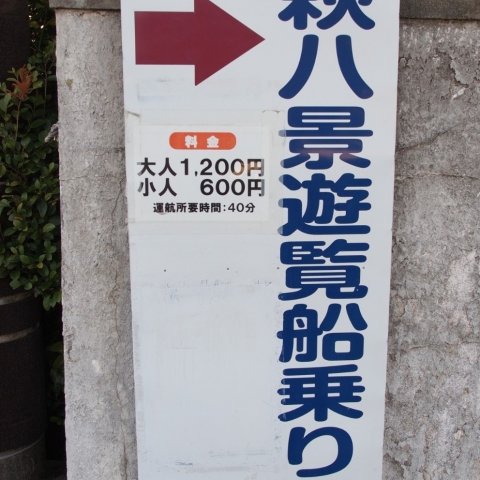 萩八景遊覧船乗り
料金
大人1,200円
小人 600円
運航所要時間:40分